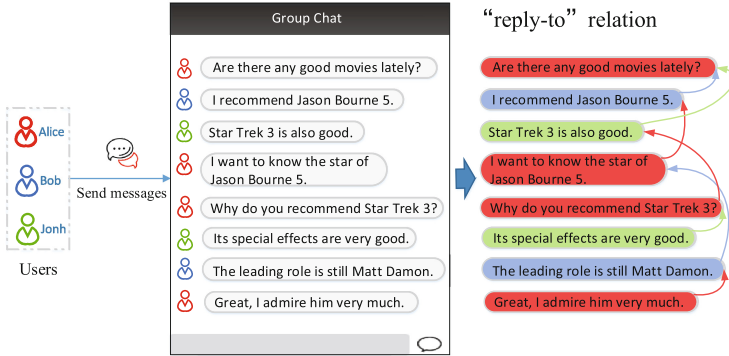 Group Chat
“reply-to” relation
Are there any good movies lately?
I recommend Jason Bourne 5.
Star Trek 3 is also good.
I want to know the star of
Jason Bourne 5.
Why do you recommend Star Trek 3?
Its special effects are very good.
The leading role is still Matt Damon.
Great, I admire him very much.
Alice
Bob
Jonh
Users
Send messages
Are there any good movies lately?
I recommend Jason Bourne 5.
Star Trek 3 is also good.
I want to know the star of
Jason Bourne 5.
Why do you recommend Star Trek 3?
Its special effects are very good.
The leading role is still Matt Damon.
Great, I admire him very much.